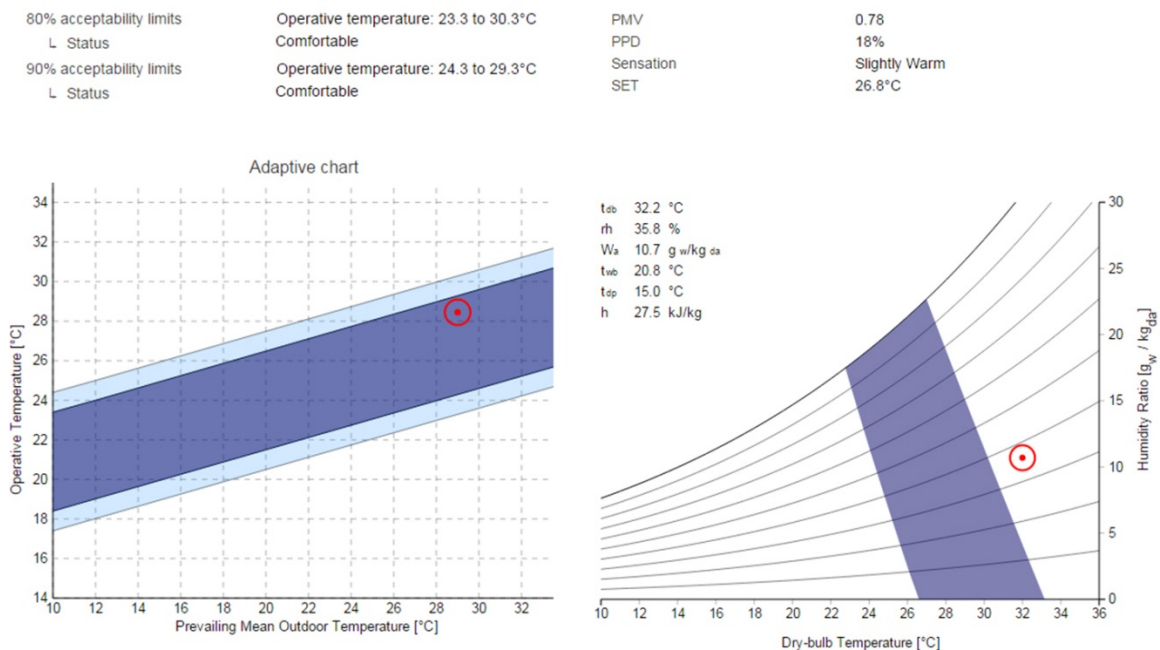 80% acceptability limits Operative temperature: 23.3 to 30.3°C
└ Status Comfortable
90% acceptability limits Operative temperature: 24.3 to 29.3°C
└ Status Comfortable
PMV 0.78
PPD 18%
Sensation Slightly Warm
SET 26.8°C
Adaptive chart
34
32
30
28
26
24
22
20
18
16
14
Operative Temperature [°C]
10 12 14 16 18 20 22 24 26 28 30 32
Prevailing Mean Outdoor Temperature [°C]
tdb 32.2 °C
rh 35.8 %
Wa 10.7 g w/kg da
twb 20.8 °C
tdp 15.0 °C
h 27.5 kJ/kg
30
25
20
15
10
5
0
Humidity Ratio [gw / kgda]
10 12 14 16 18 20 22 24 26 28 30 32 34 36
Dry-bulb Temperature [°C]